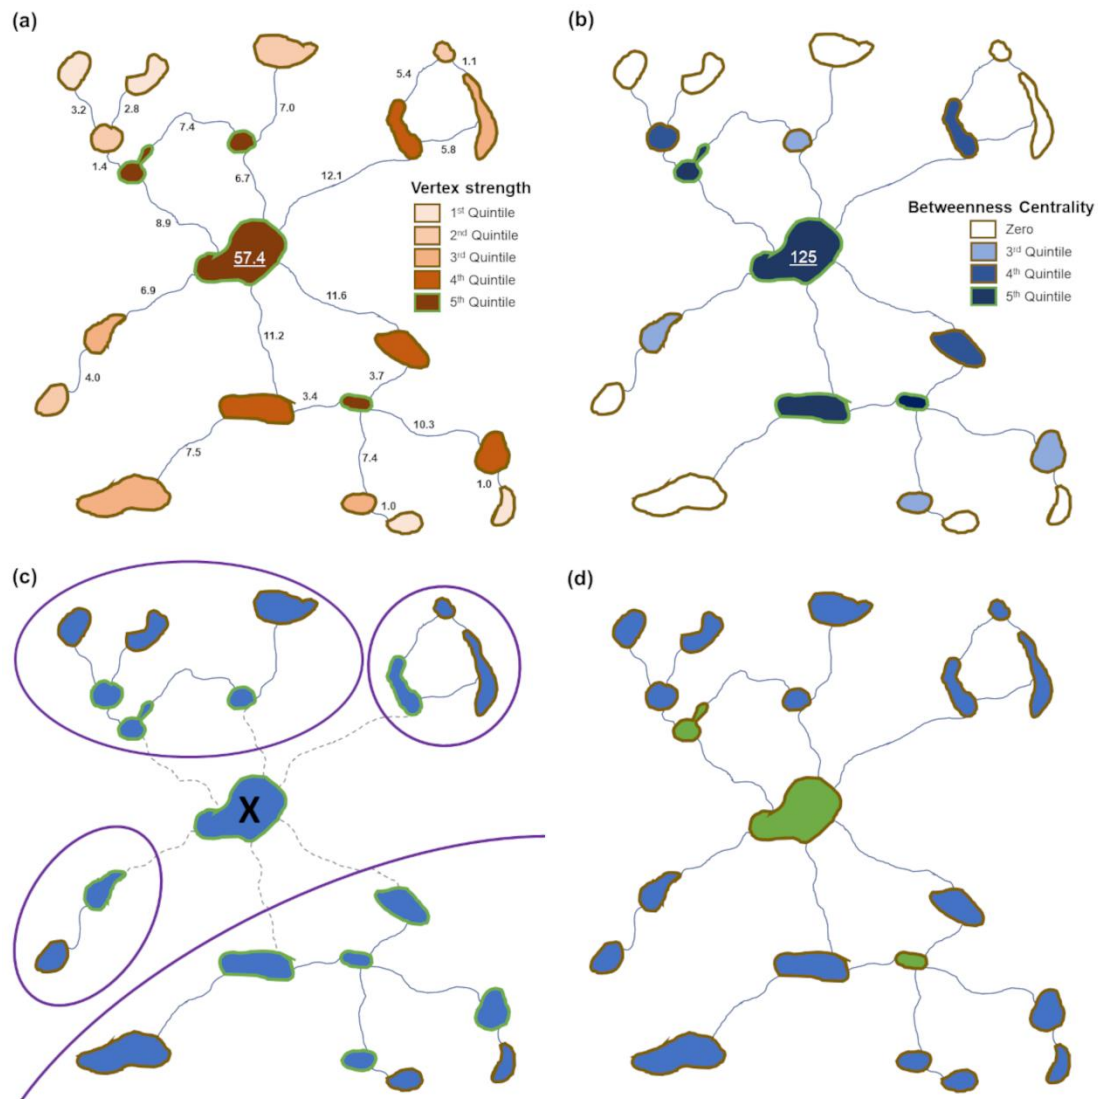 (a)
(b)
5.4
1.1
3.2
2.8
7.0
7.4
1.4
5.8
6.7
12.1
Vertex strength
1st Quintile
2nd Quintile
3rd Quintile
4th Quintile
5th Quintile
8.9
57.4
6.9
11.6
11.2
4.0
3.7
3.4
10.3
7.5
7.4
1.0
1.0
Betweenness Centrality
Zero
3rd Quintile
4th Quintile
5th Quintile
125
(c)
(d)
X